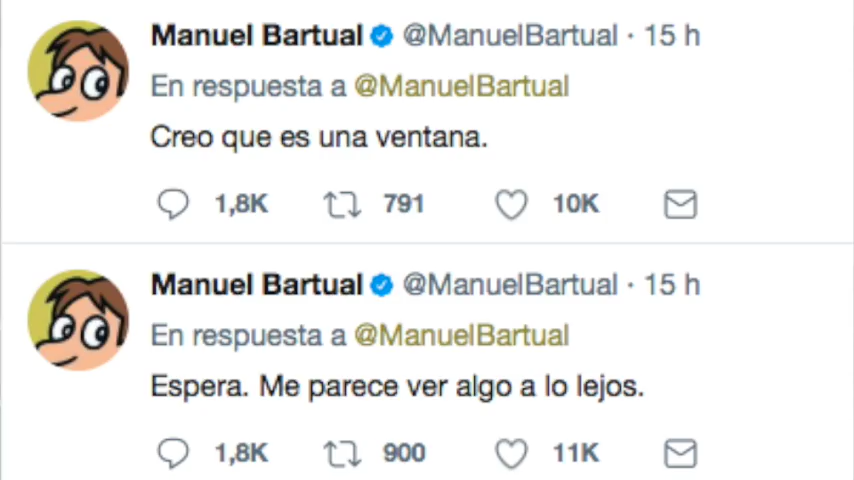 Manuel Bartual @ManuelBartual · 15 h
En respuesta a @ManuelBartual
Creo que es una ventana.
1,8K 791 10K
Manuel Bartual @ManuelBartual · 15 h
En respuesta a @ManuelBartual
Espera. Me parece ver algo a lo lejos.
1,8K 900 11K